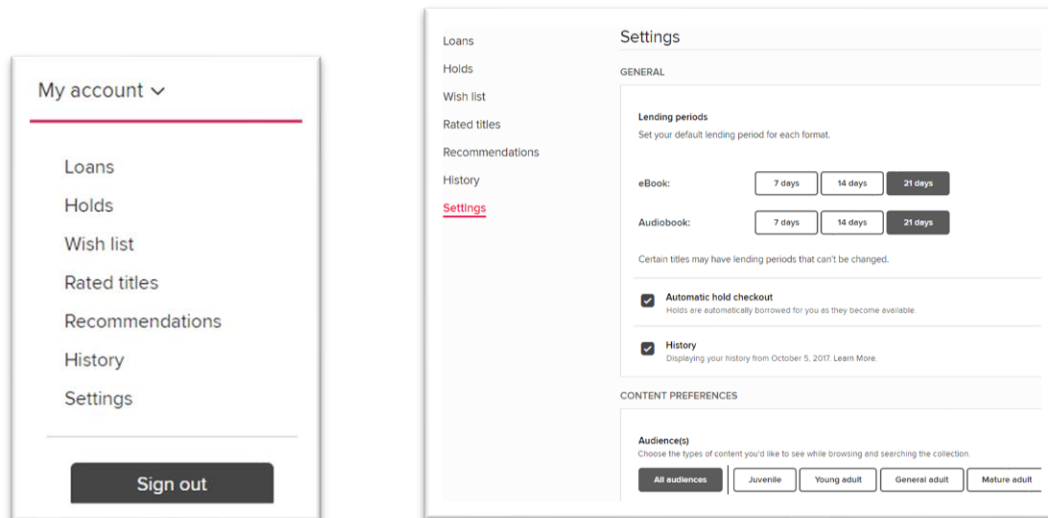 My account
Loans
Holds
Wish list
Rated titles
Recommendations
History
Settings
Sign out
Loans
Holds
Wish list
Rated titles
Recommendations
History
Settings
Settings
GENERAL
Lending periods
Set your default lending period for each format.
eBook: 7 days 14 days 21 days
Audiobook: 7 days 14 days 21 days
Certain titles may have lending periods that can't be changed.
Automatic hold checkout
Holds are automatically borrowed for you as they become available.
History
Displaying your history from October 5, 2017. Learn More.
CONTENT PREFERENCES
Audience(s)
Choose the types of content you'd like to see while browsing and searching the collection.
All audiences Juvenile Young adult General adult Mature adult